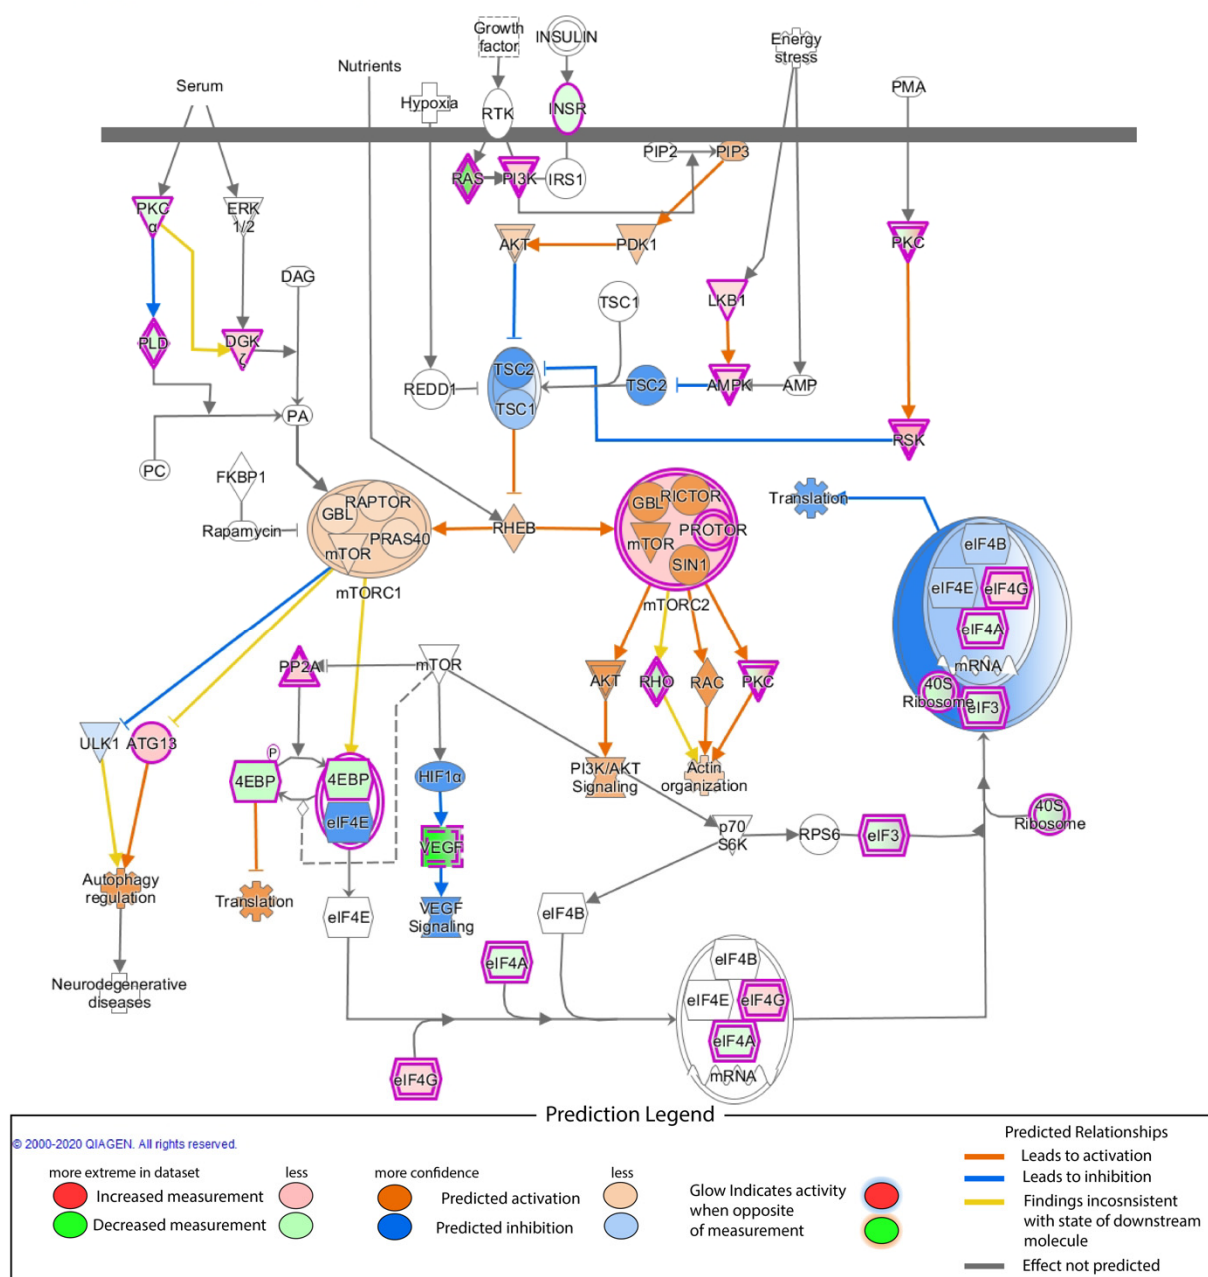 Growth
factor
INSULIN
Energy
stress
Nutrients
Serum
Hypoxia
RTK
INSR
PMA
PIP2
PIP3
RAS
PI3K
IRS1
PKC
α
ERK
1/2
AKT
PDK1
PKC
DAG
LKB1
TSC1
PLD
DGK
ζ
TSC2
TSC1
REDD1
TSC2
AMPK
AMP
PA
RSK
PC
FKBP1
Rapamycin
RAPTOR
GBL
PRAS40
mTOR
mTORC1
RHEB
GBL
RICTOR
PROTOR
mTOR
SIN1
mTORC2
Translation
eIF4B
eIF4E
eIF4G
eIF4A
mRNA
40S
Ribosome
eIF3
PP2A
mTOR
AKT
RHO
RAC
PKC
ULK1
ATG13
P
4EBP
4EBP
eIF4E
HIF1α
PI3K/AKT
Signaling
Actin
organization
VEGF
p70
S6K
RPS6
eIF3
40S
Ribosome
Autophagy
regulation
Translation
eIF4E
VEGF
Signaling
eIF4B
eIF4A
Neurodegenerative
diseases
eIF4B
eIF4E
eIF4G
eIF4A
mRNA
eIF4G
Prediction Legend
© 2000-2020 QIAGEN. All rights reserved.
more extreme in dataset
less
Increased measurement
Decreased measurement
more confidence
less
Predicted activation
Predicted inhibition
Glow Indicates activity
when opposite
of measurement
Predicted Relationships
Leads to activation
Leads to inhibition
Findings incosnsistent
with state of downstream
molecule
Effect not predicted